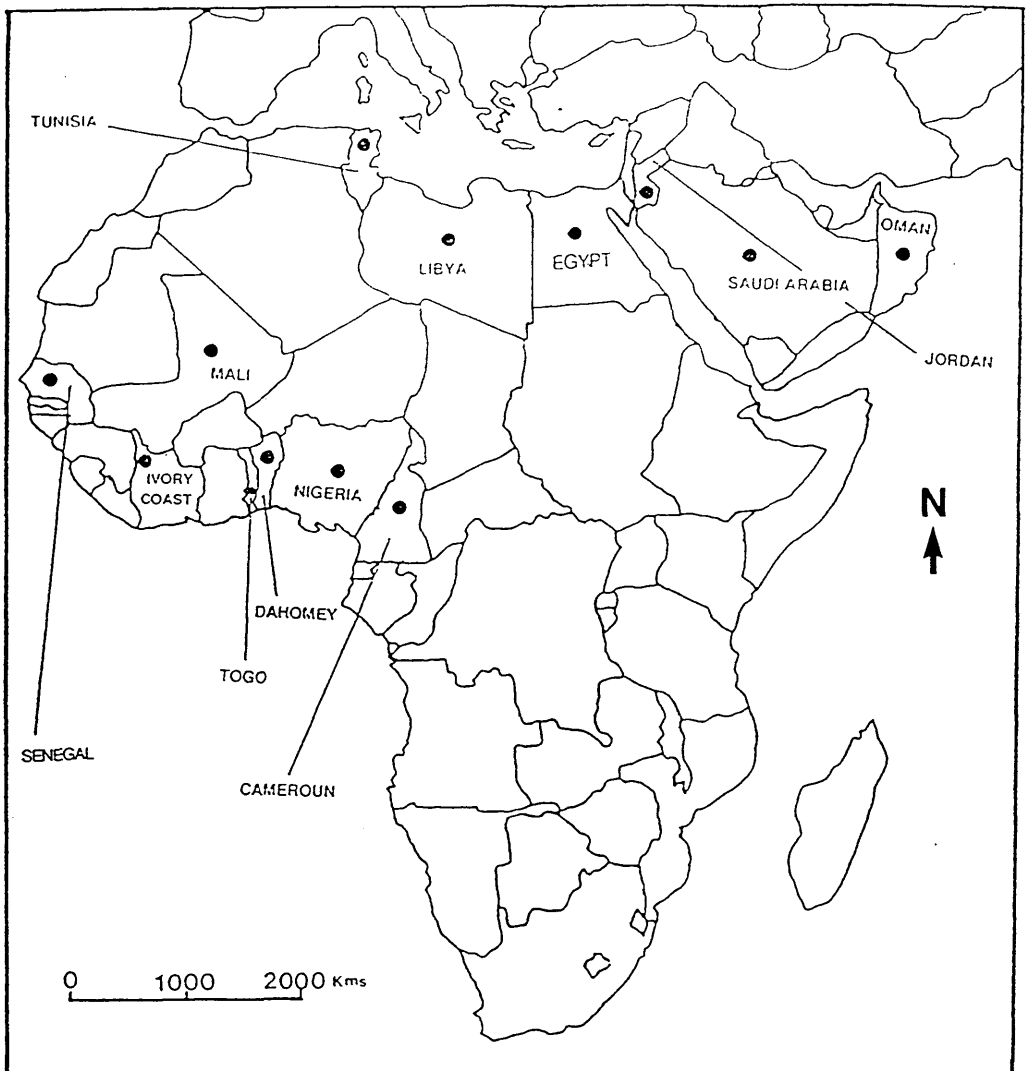 TUNISIA
OMAN
LIBYA
EGYPT
SAUDI ARABIA
JORDAN
MALI
IVORY
COAST
NIGERIA
N
DAHOMEY
TOGO
SENEGAL
CAMEROUN
0 1000 2000 Kms